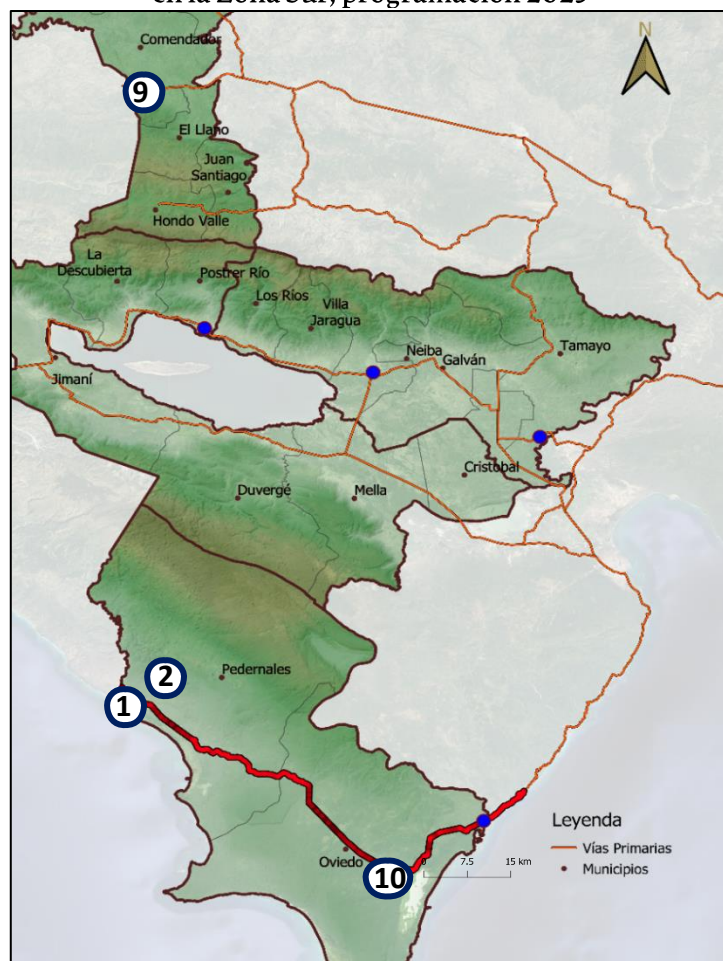 en la Zona Sur, programación 2025
N
Comendador
9
El Llano
Juan
Santiago
Hondo Valle
La
Descubierta
Postrer Río
Los Ríos
Villa
Jaragua
Neiba
Galván
Tamayo
Jimaní
Cristobal
Duvergé
Mella
2
Pedernales
1
Leyenda
Vías Primarias
Municipios
Oviedo
10
0 7.5 15 km